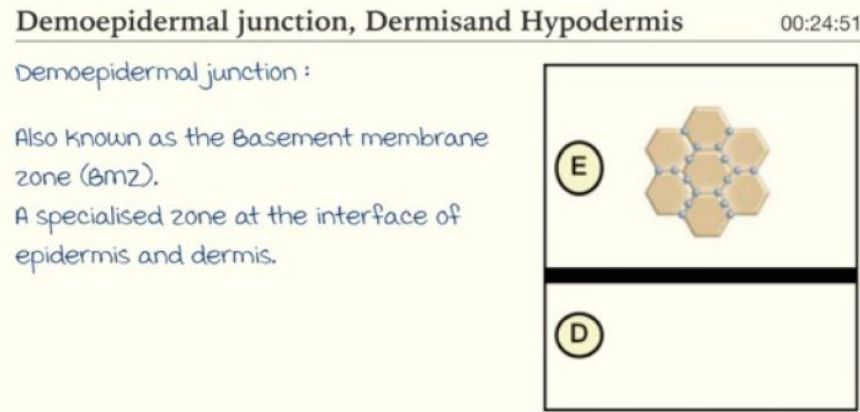 Demoepidermal junction, Dermisand Hypodermis 00:24:51
Demoepidermal junction :
Also known as the Basement membrane
zone (BMZ).
A specialised zone at the interface of
epidermis and dermis.
E
D